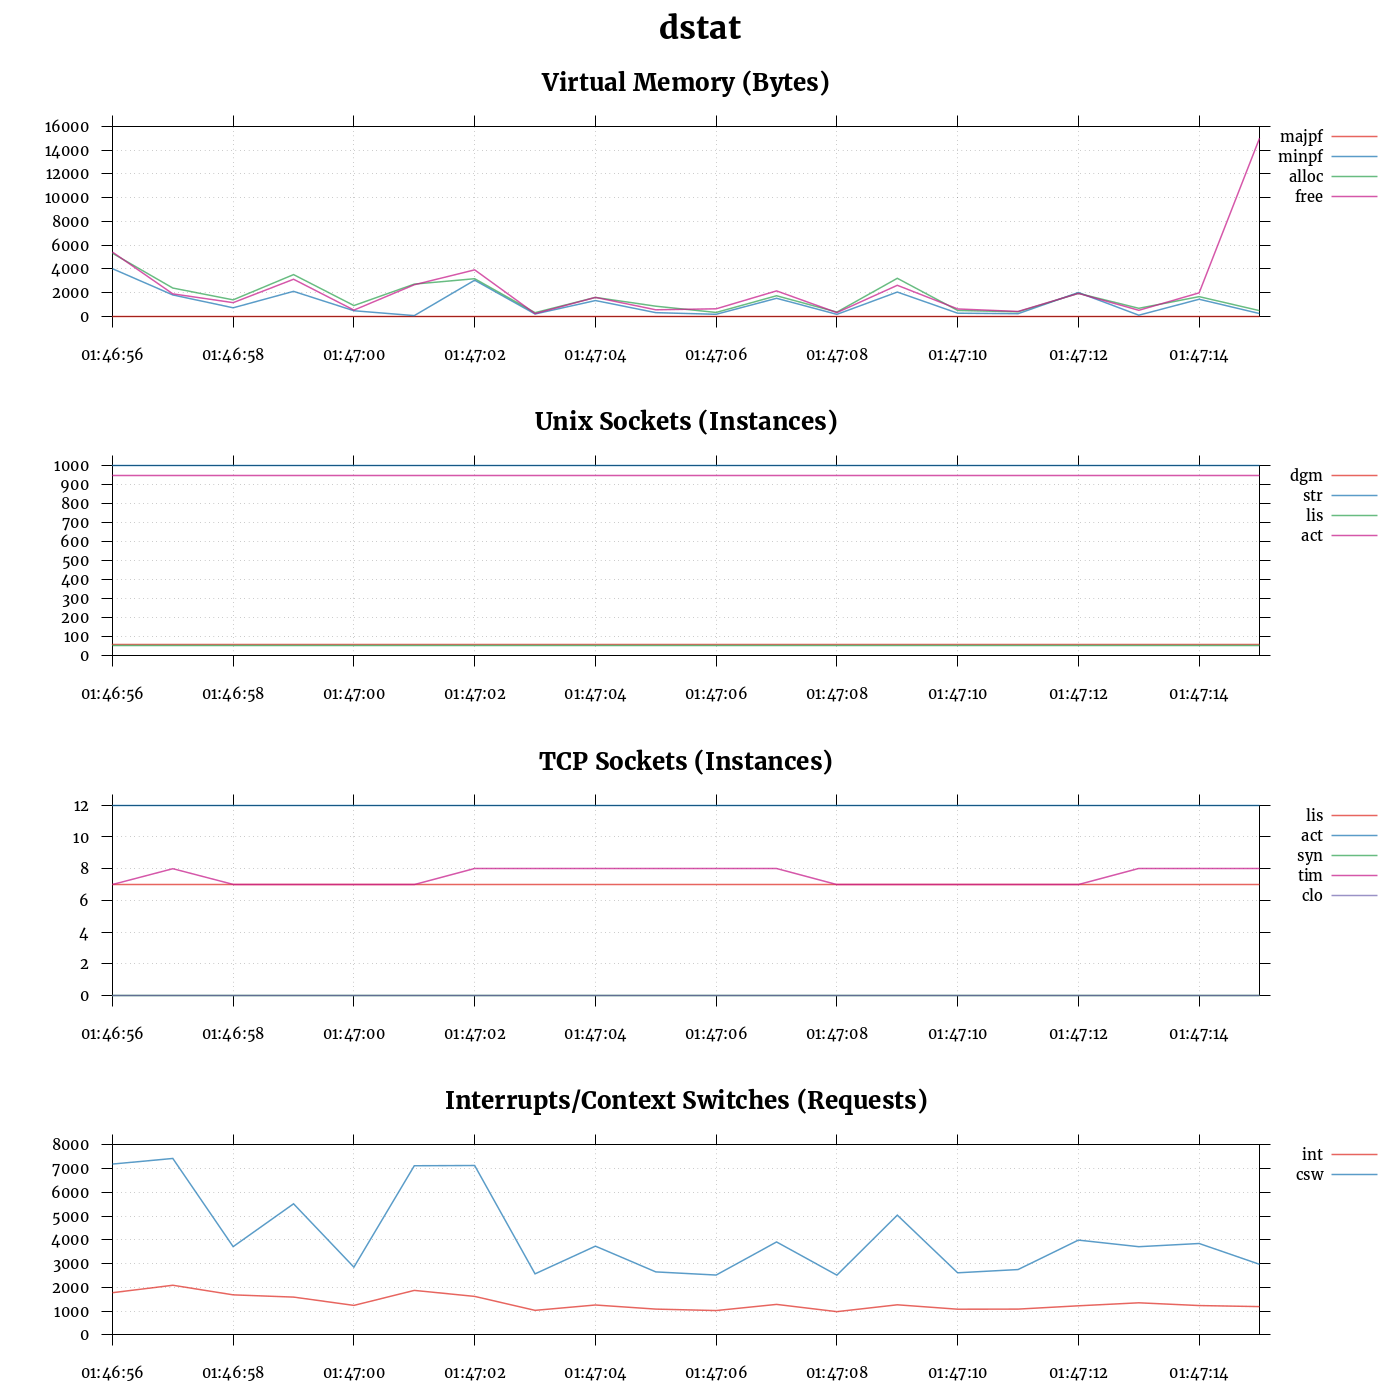 dstat
Virtual Memory (Bytes)
16000
14000
12000
10000
8000
6000
4000
2000
0
majpf
minpf
alloc
free
01:46:56 01:46:58 01:47:00 01:47:02 01:47:04 01:47:06 01:47:08 01:47:10 01:47:12 01:47:14
Unix Sockets (Instances)
1000
900
800
700
600
500
400
300
200
100
0
dgm
str
lis
act
01:46:56 01:46:58 01:47:00 01:47:02 01:47:04 01:47:06 01:47:08 01:47:10 01:47:12 01:47:14
TCP Sockets (Instances)
12
10
8
6
4
2
0
lis
act
syn
tim
clo
01:46:56 01:46:58 01:47:00 01:47:02 01:47:04 01:47:06 01:47:08 01:47:10 01:47:12 01:47:14
Interrupts/Context Switches (Requests)
8000
7000
6000
5000
4000
3000
2000
1000
0
int
csw
01:46:56 01:46:58 01:47:00 01:47:02 01:47:04 01:47:06 01:47:08 01:47:10 01:47:12 01:47:14